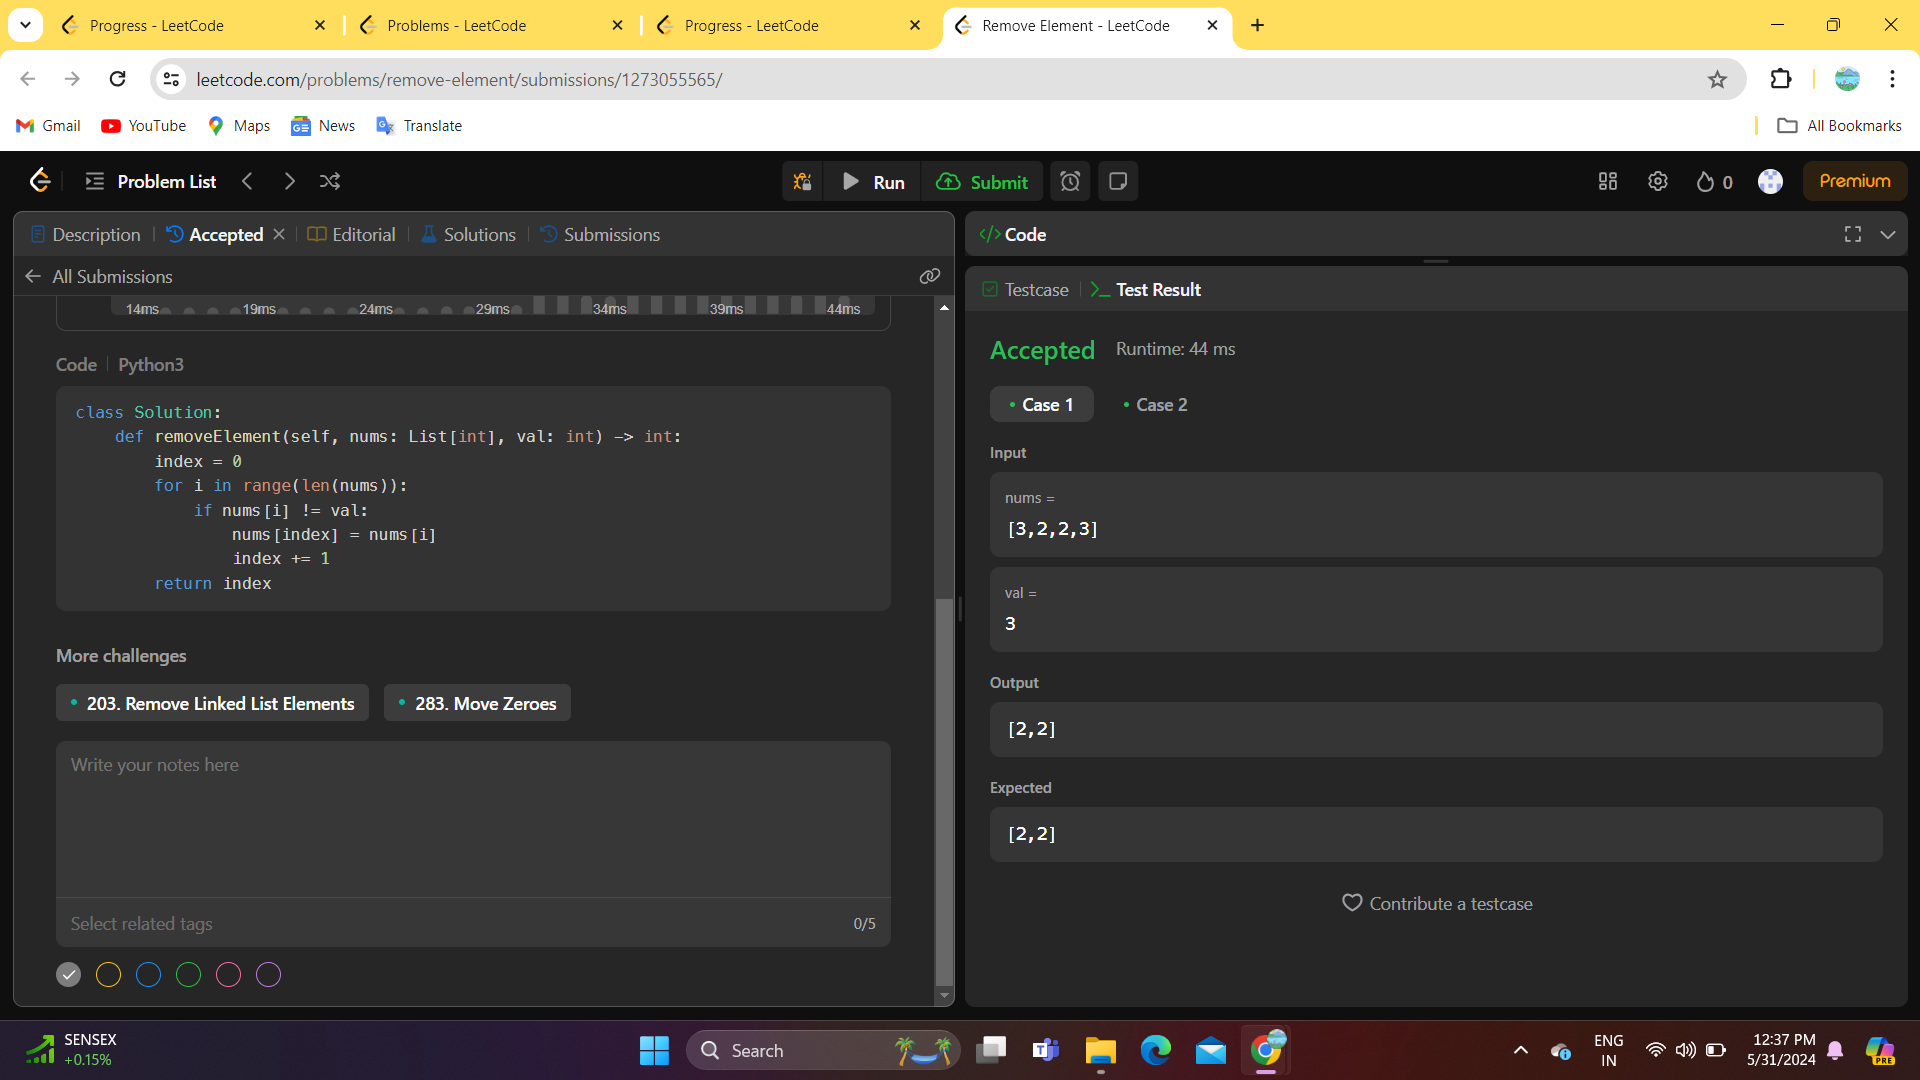 Progress - LeetCode
Problems - LeetCode
Progress - LeetCode
Remove Element - LeetCode
leetcode.com/problems/remove-element/submissions/1273055565/
Gmail
YouTube
Maps
News
Translate
All Bookmarks
Problem List
Run
Submit
0
Premium
Description
Accepted
Editorial
Solutions
Submissions
All Submissions
14ms
19ms
24ms
29ms
34ms
39ms
44ms
Code
Python3
class Solution:
    def removeElement(self, nums: List[int], val: int) -> int:
        index = 0
        for i in range(len(nums)):
            if nums[i] != val:
                nums[index] = nums[i]
                index += 1
        return index
More challenges
203. Remove Linked List Elements
283. Move Zeroes
Write your notes here
Select related tags
0/5
</> Code
Testcase
Test Result
Accepted
Runtime: 44 ms
Case 1
Case 2
Input
nums =
[3,2,2,3]
val =
3
Output
[2,2]
Expected
[2,2]
Contribute a testcase
SENSEX
+0.15%
Search
ENG
IN
12:37 PM
5/31/2024
PRE